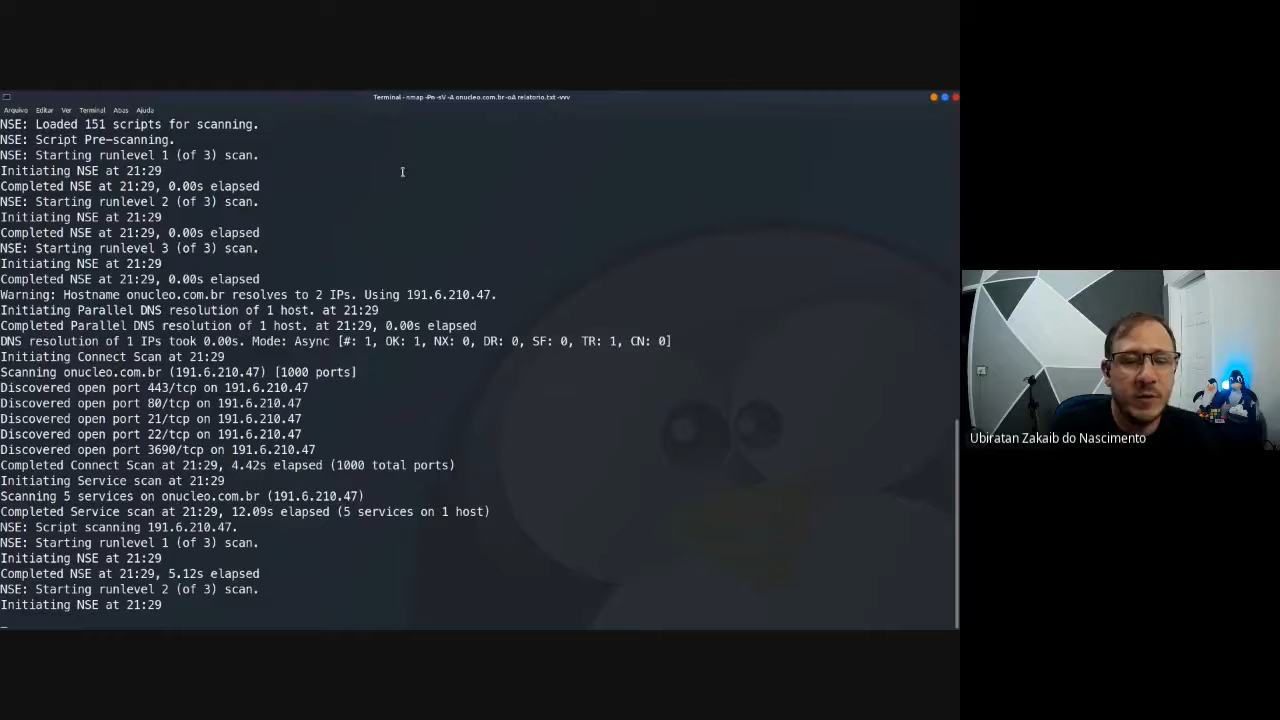 Terminal - nmap -Pn -sV -A onucleo.com.br -oA relatorio.txt -vvv
Arquivo Editar Ver Terminal Abas Ajuda
NSE: Loaded 151 scripts for scanning.
NSE: Script Pre-scanning.
NSE: Starting runlevel 1 (of 3) scan.
Initiating NSE at 21:29
Completed NSE at 21:29, 0.00s elapsed
NSE: Starting runlevel 2 (of 3) scan.
Initiating NSE at 21:29
Completed NSE at 21:29, 0.00s elapsed
NSE: Starting runlevel 3 (of 3) scan.
Initiating NSE at 21:29
Completed NSE at 21:29, 0.00s elapsed
Warning: Hostname onucleo.com.br resolves to 2 IPs. Using 191.6.210.47.
Initiating Parallel DNS resolution of 1 host. at 21:29
Completed Parallel DNS resolution of 1 host. at 21:29, 0.00s elapsed
DNS resolution of 1 IPs took 0.00s. Mode: Async [#: 1, OK: 1, NX: 0, DR: 0, SF: 0, TR: 1, CN: 0]
Initiating Connect Scan at 21:29
Scanning onucleo.com.br (191.6.210.47) [1000 ports]
Discovered open port 443/tcp on 191.6.210.47
Discovered open port 80/tcp on 191.6.210.47
Discovered open port 21/tcp on 191.6.210.47
Discovered open port 22/tcp on 191.6.210.47
Discovered open port 3690/tcp on 191.6.210.47
Completed Connect Scan at 21:29, 4.42s elapsed (1000 total ports)
Initiating Service scan at 21:29
Scanning 5 services on onucleo.com.br (191.6.210.47)
Completed Service scan at 21:29, 12.09s elapsed (5 services on 1 host)
NSE: Script scanning 191.6.210.47.
NSE: Starting runlevel 1 (of 3) scan.
Initiating NSE at 21:29
Completed NSE at 21:29, 5.12s elapsed
NSE: Starting runlevel 2 (of 3) scan.
Initiating NSE at 21:29
Ubiratan Zakaib do Nascimento